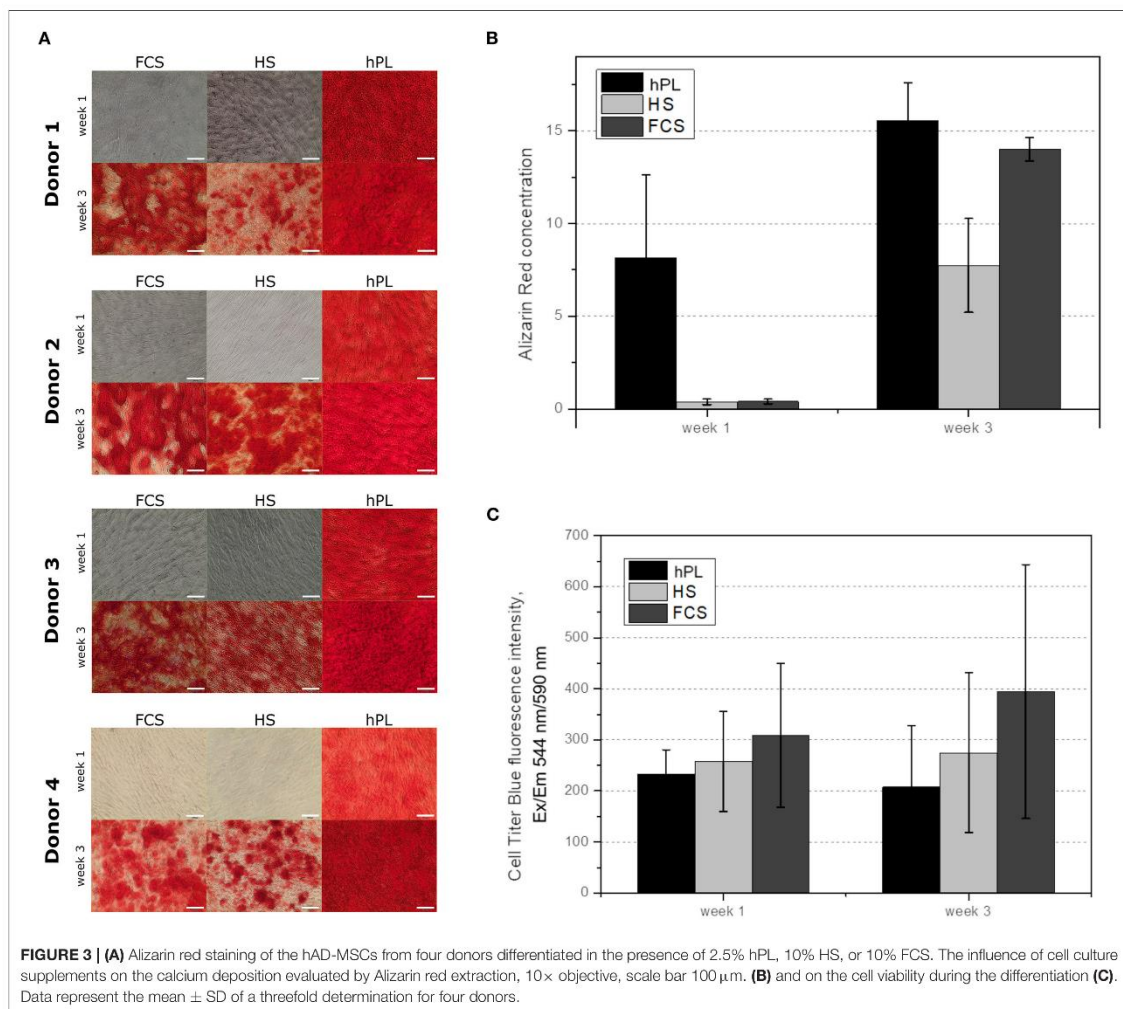 A
FCS HS hPL
week 1
Donor 1
week 3
FCS HS hPL
week 1
Donor 2
week 3
FCS HS hPL
week 1
Donor 3
week 3
FCS HS hPL
week 1
Donor 4
week 3
B
hPL
HS
FCS
Alizarin Red concentration
15
10
5
0
week 1 week 3
C
hPL
HS
FCS
Cell Titer Blue fluorescence intensity,
Ex/Em 544 nm/590 nm
700
600
500
400
300
200
100
0
week 1 week 3
FIGURE 3 | (A) Alizarin red staining of the hAD-MSCs from four donors differentiated in the presence of 2.5% hPL, 10% HS, or 10% FCS. The influence of cell culture
supplements on the calcium deposition evaluated by Alizarin red extraction, 10× objective, scale bar 100 μm. (B) and on the cell viability during the differentiation (C).
Data represent the mean ± SD of a threefold determination for four donors.